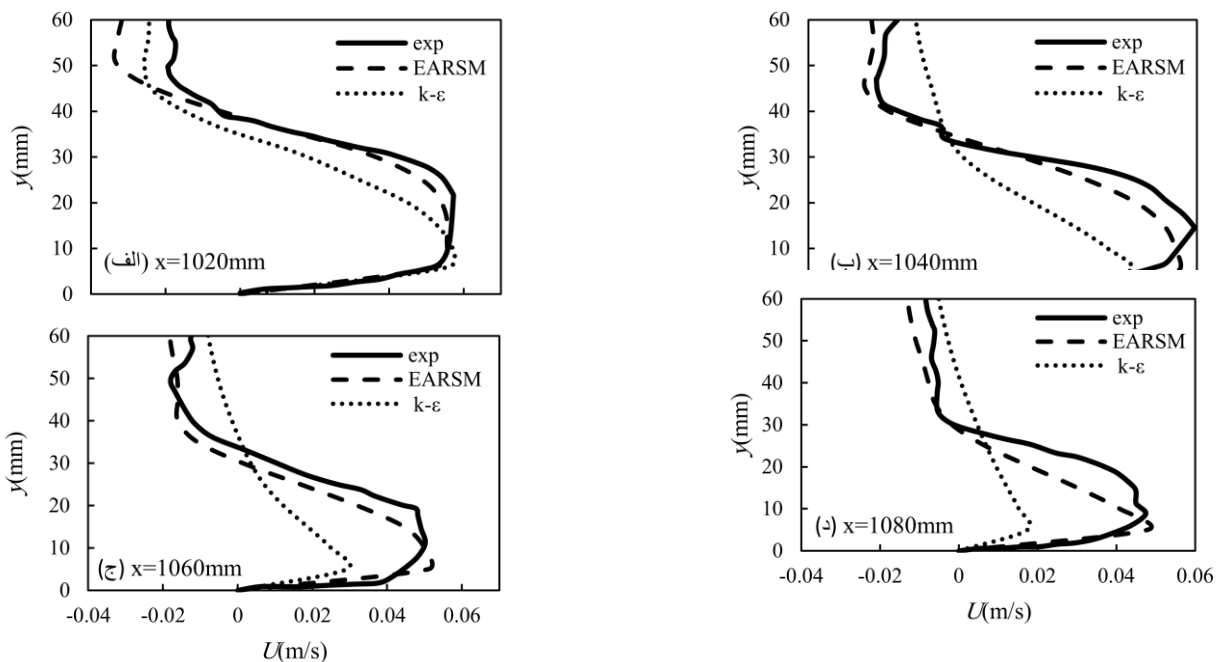 60
50
40
30
20
10
0
y(mm)
exp
EARSM
k-ε
(الف) x=1020mm
60
50
40
30
20
10
y(mm)
exp
EARSM
k-ε
(ب) x=1040mm
60
50
40
30
20
10
0
y(mm)
exp
EARSM
k-ε
(ج) x=1060mm
-0.04 -0.02 0 0.02 0.04 0.06
U(m/s)
60
50
40
30
20
10
0
y(mm)
exp
EARSM
k-ε
(د) x=1080mm
-0.04 -0.02 0 0.02 0.04 0.06
U(m/s)